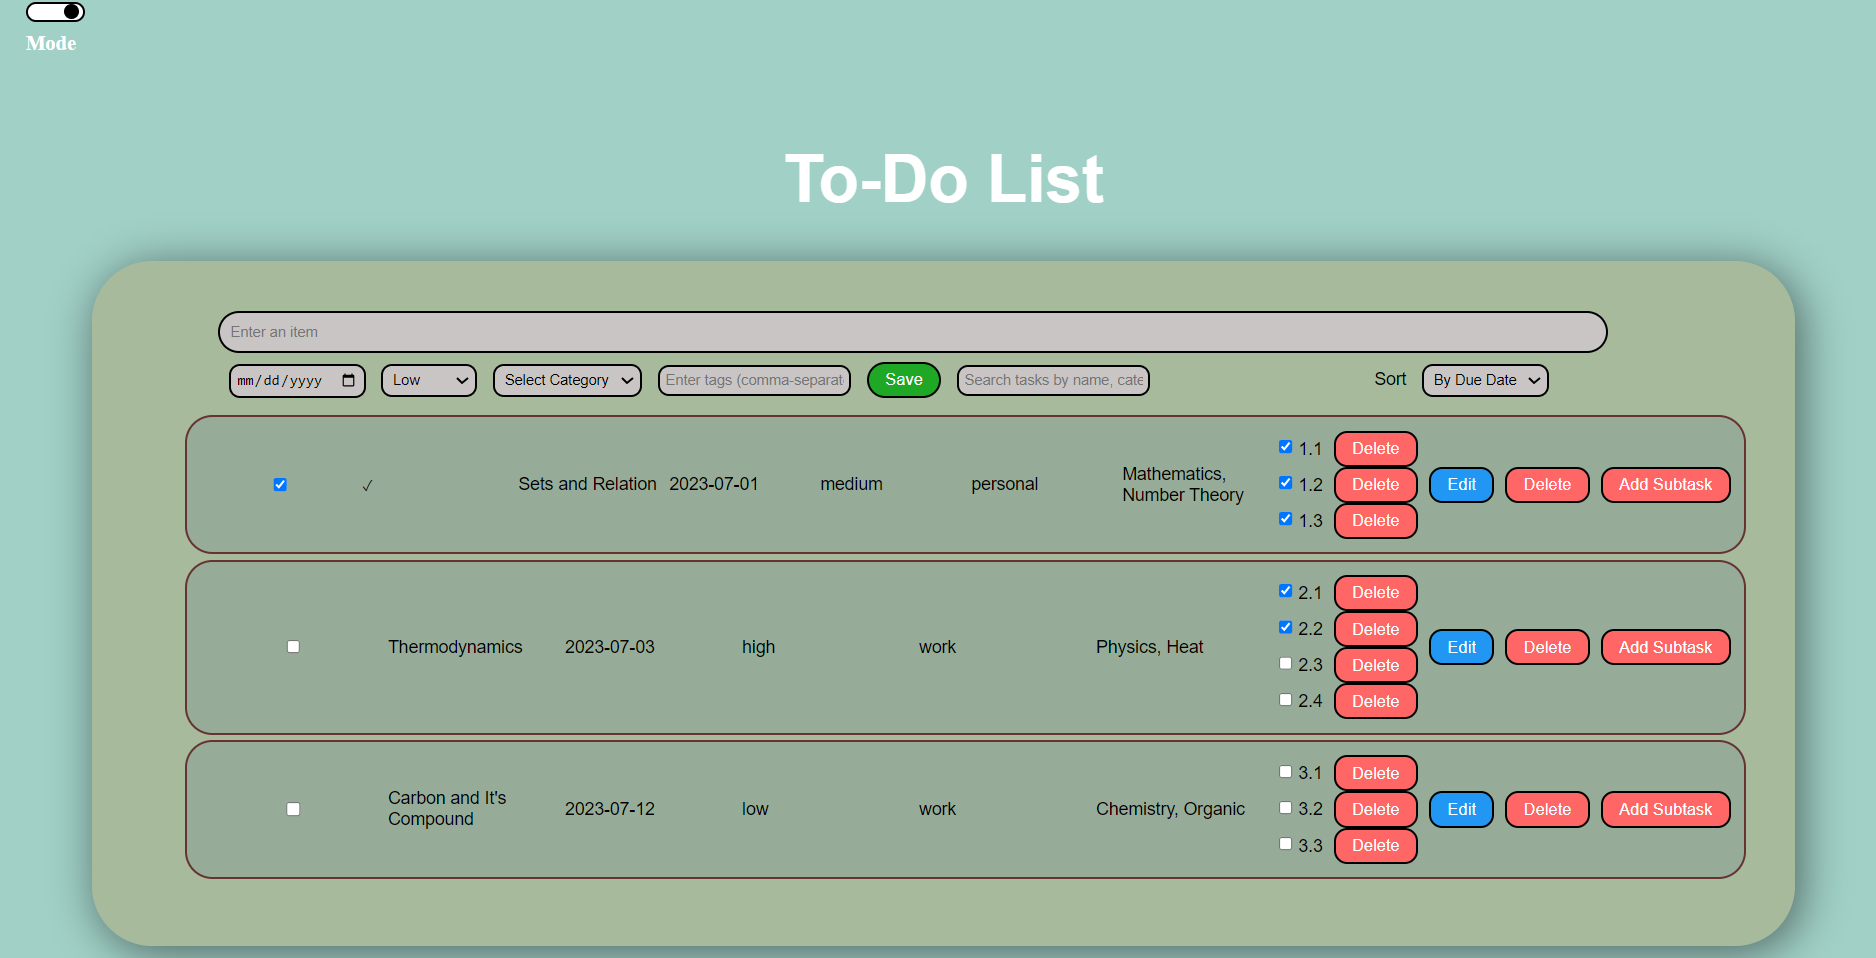 Mode
To-Do List
Enter an item
mm/dd/yyyy Low Select Category Enter tags (comma-separat Save Search tasks by name, cate Sort By Due Date
✓ Sets and Relation 2023-07-01 medium personal Mathematics,
Number Theory
1.1 Delete
1.2 Delete
1.3 Delete
Edit Delete Add Subtask
Thermodynamics 2023-07-03 high work Physics, Heat
2.1 Delete
2.2 Delete
2.3 Delete
2.4 Delete
Edit Delete Add Subtask
Carbon and It's
Compound
2023-07-12 low work Chemistry, Organic
3.1 Delete
3.2 Delete
3.3 Delete
Edit Delete Add Subtask